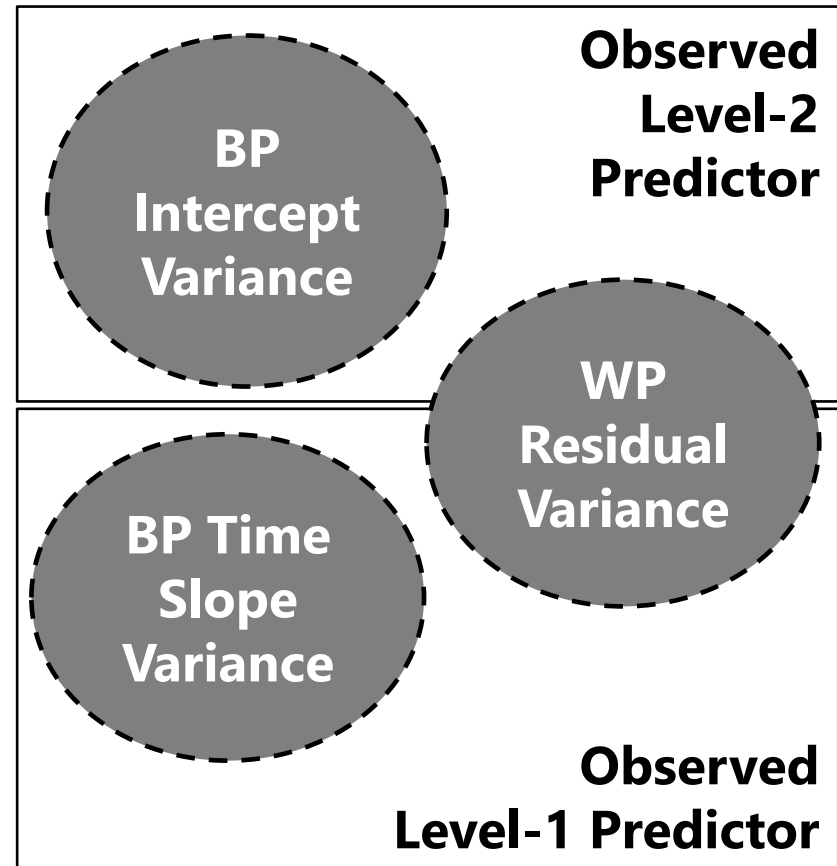 Observed
Level-2
Predictor
BP
Intercept
Variance
WP
Residual
Variance
BP Time
Slope
Variance
Observed
Level-1 Predictor